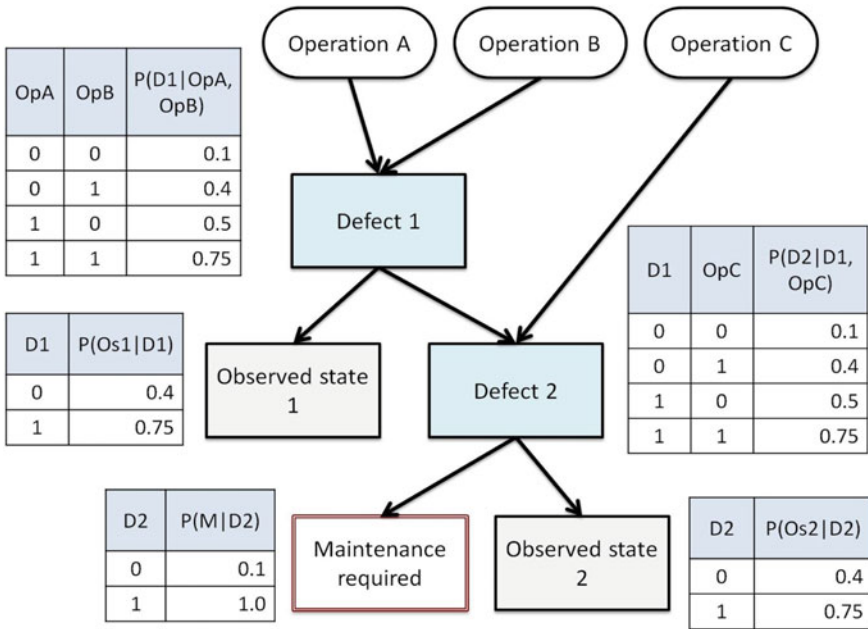 Operation A
Operation B
Operation C
OpA OpB P(D1|OpA,
OpB)
0 0 0.1
0 1 0.4
1 0 0.5
1 1 0.75
Defect 1
D1 OpC P(D2|D1,
OpC)
0 0 0.1
0 1 0.4
1 0 0.5
1 1 0.75
D1 P(Os1|D1)
0 0.4
1 0.75
Observed state
1
Defect 2
D2 P(M|D2)
0 0.1
1 1.0
Maintenance
required
Observed state
2
D2 P(Os2|D2)
0 0.4
1 0.75